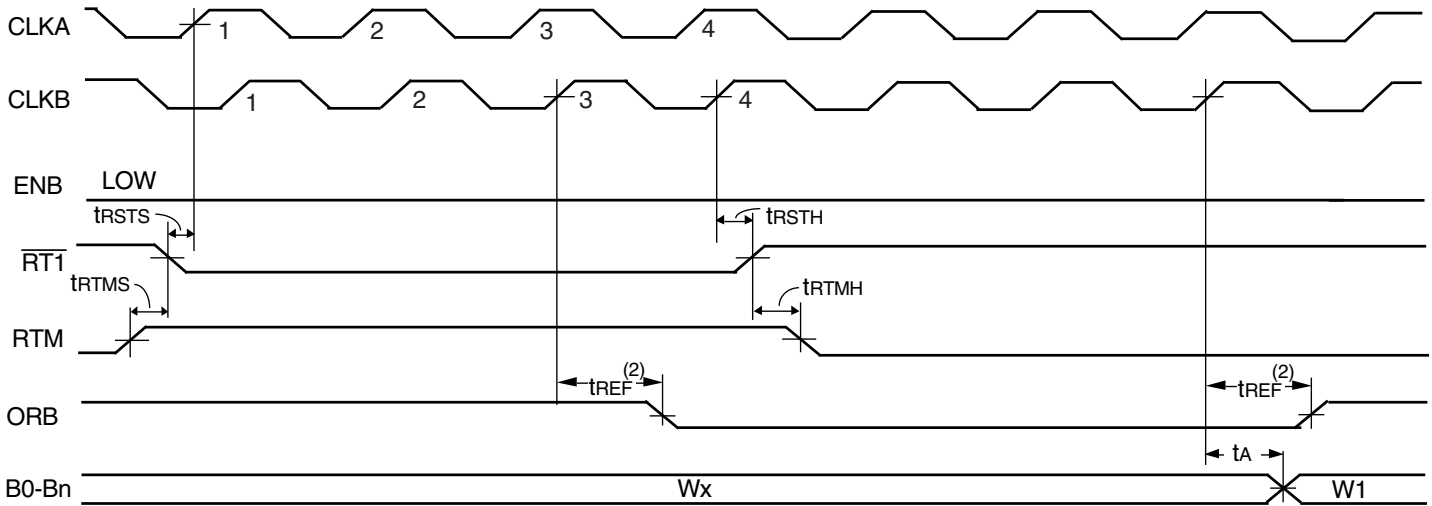 CLKA 1 2 3 4
CLKB 1 2 3 4
ENB LOW
tRSTS tRSTH
RT1
tRTMS tRTMH
RTM
tREF(2) tREF(2)
ORB
tA
B0-Bn Wx W1